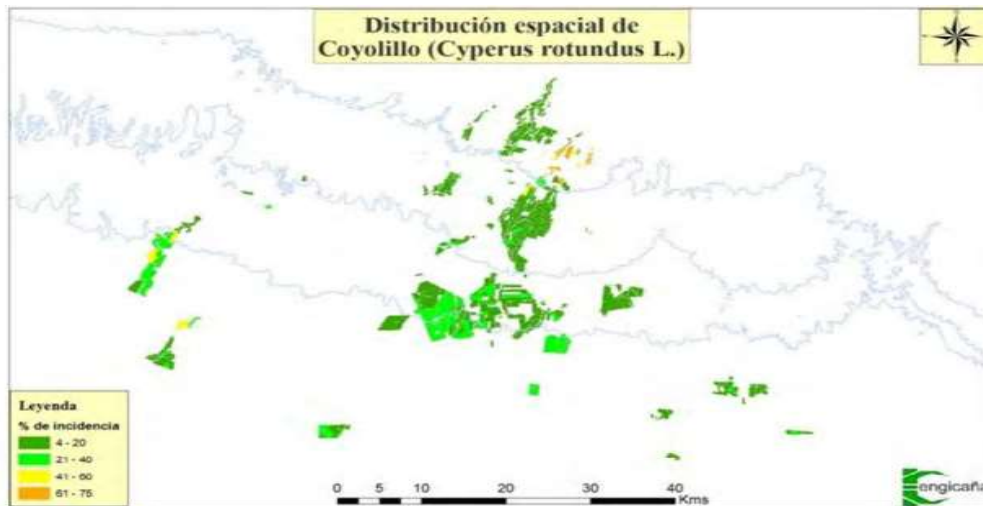 Distribución espacial de
Coyolillo (Cyperus rotundus L.)
Leyenda
% de incidencia
4 - 20
21 - 40
41 - 60
61 - 75
0 5 10 20 30 40
Kms
engicaña